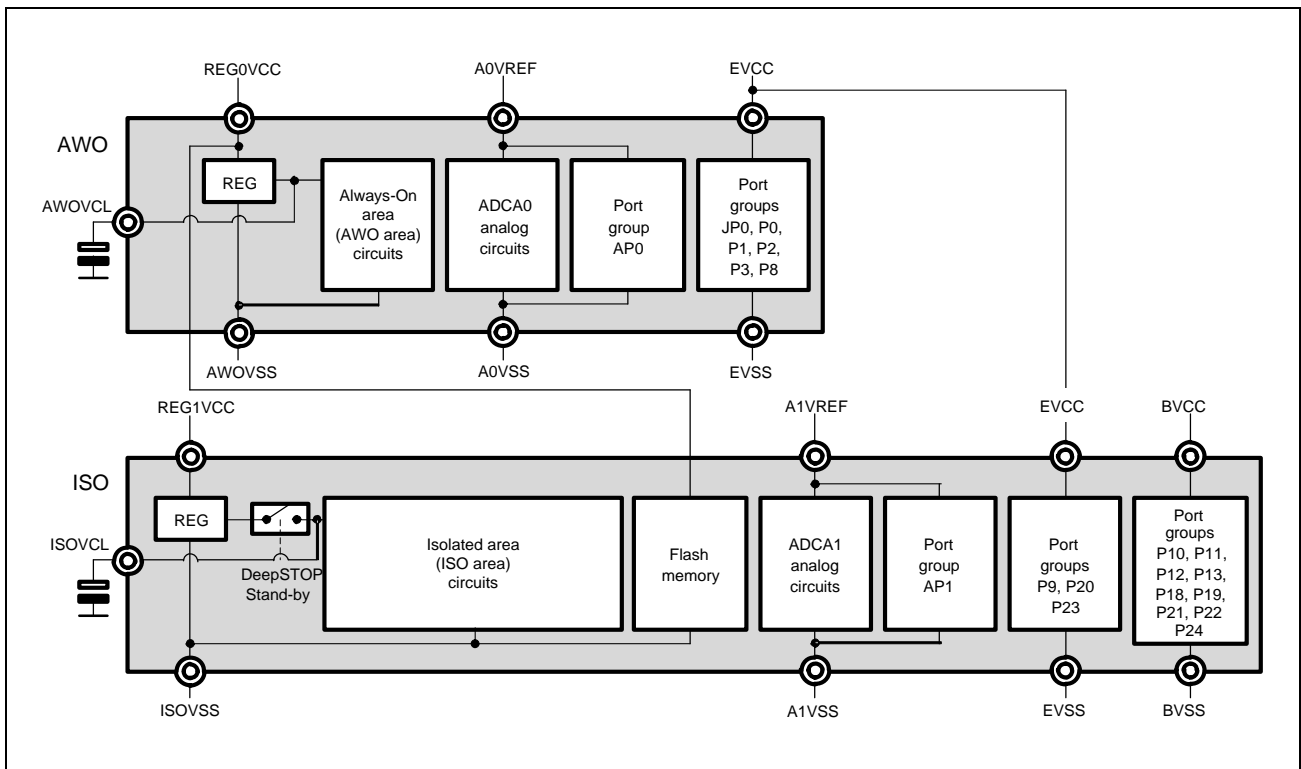 REG0VCC
A0VREF
EVCC
AWO
REG
AWOVCL
Always-On
area
(AWO area)
circuits
ADCA0
analog
circuits
Port
group
AP0
Port
groups
JP0, P0,
P1, P2,
P3, P8
AWOVSS
A0VSS
EVSS
REG1VCC
A1VREF
EVCC
BVCC
ISO
REG
ISOVCL
DeepSTOP
Stand-by
Isolated area
(ISO area)
circuits
Flash
memory
ADCA1
analog
circuits
Port
group
AP1
Port
groups
P9, P20
P23
Port
groups
P10, P11,
P12, P13,
P18, P19,
P21, P22
P24
ISOVSS
A1VSS
EVSS
BVSS